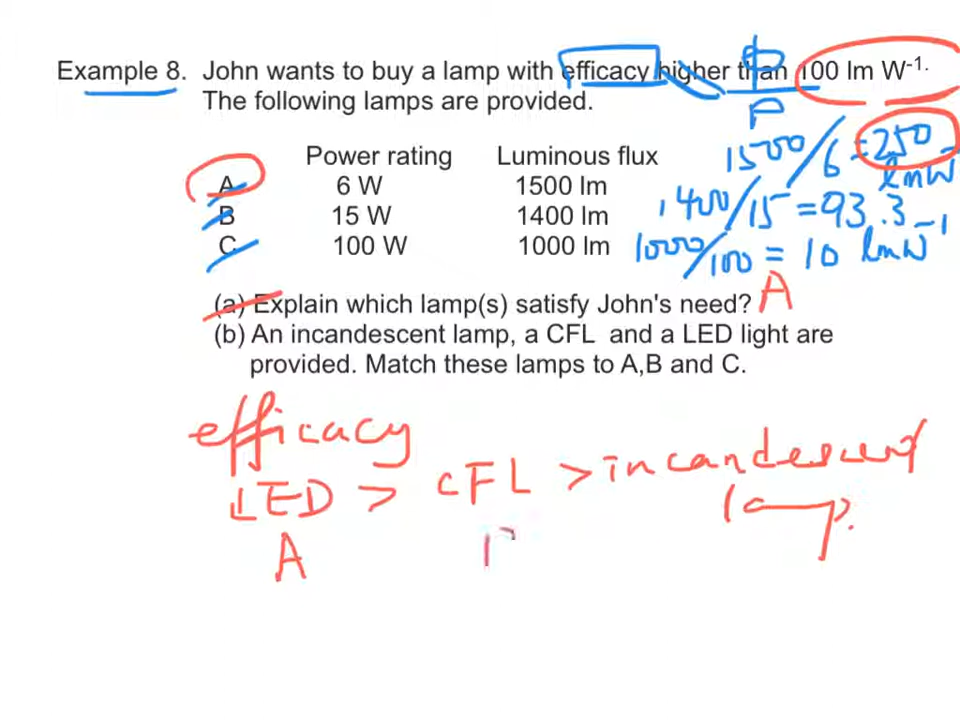 Example 8. John wants to buy a lamp with efficacy higher than 100 lm W⁻¹.
Φ
P
The following lamps are provided.
1500/6 = 250 lmW⁻
Power rating Luminous flux
A 6 W 1500 lm
B 15 W 1400 lm
C 100 W 1000 lm
1400/15 = 93.3
1000/100 = 10 lmW⁻¹
(a) Explain which lamp(s) satisfy John's need? A
(b) An incandescent lamp, a CFL and a LED light are
provided. Match these lamps to A,B and C.
efficacy
LED > CFL > incandescent
lamp.
A